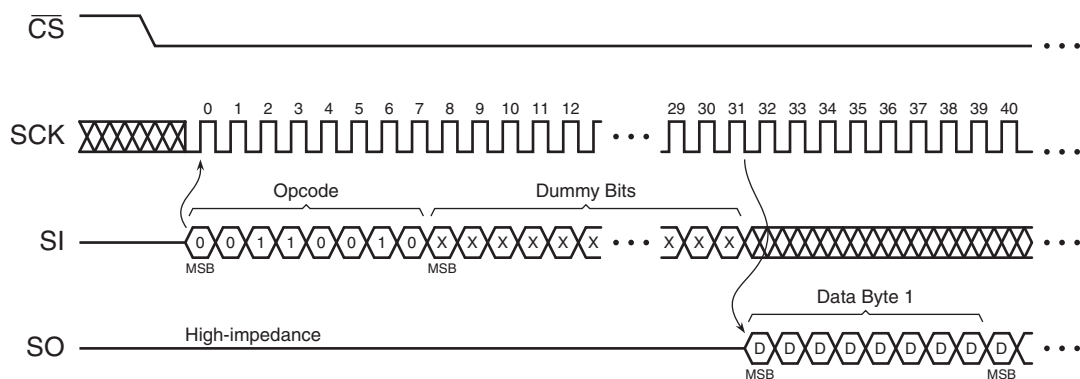 CS
0 1 2 3 4 5 6 7 8 9 10 11 12 29 30 31 32 33 34 35 36 37 38 39 40
SCK
Opcode Dummy Bits
SI 0 0 1 1 0 0 1 0 X X X X X X X X X
MSB MSB
Data Byte 1
High-impedance
SO D D D D D D D D D
MSB MSB